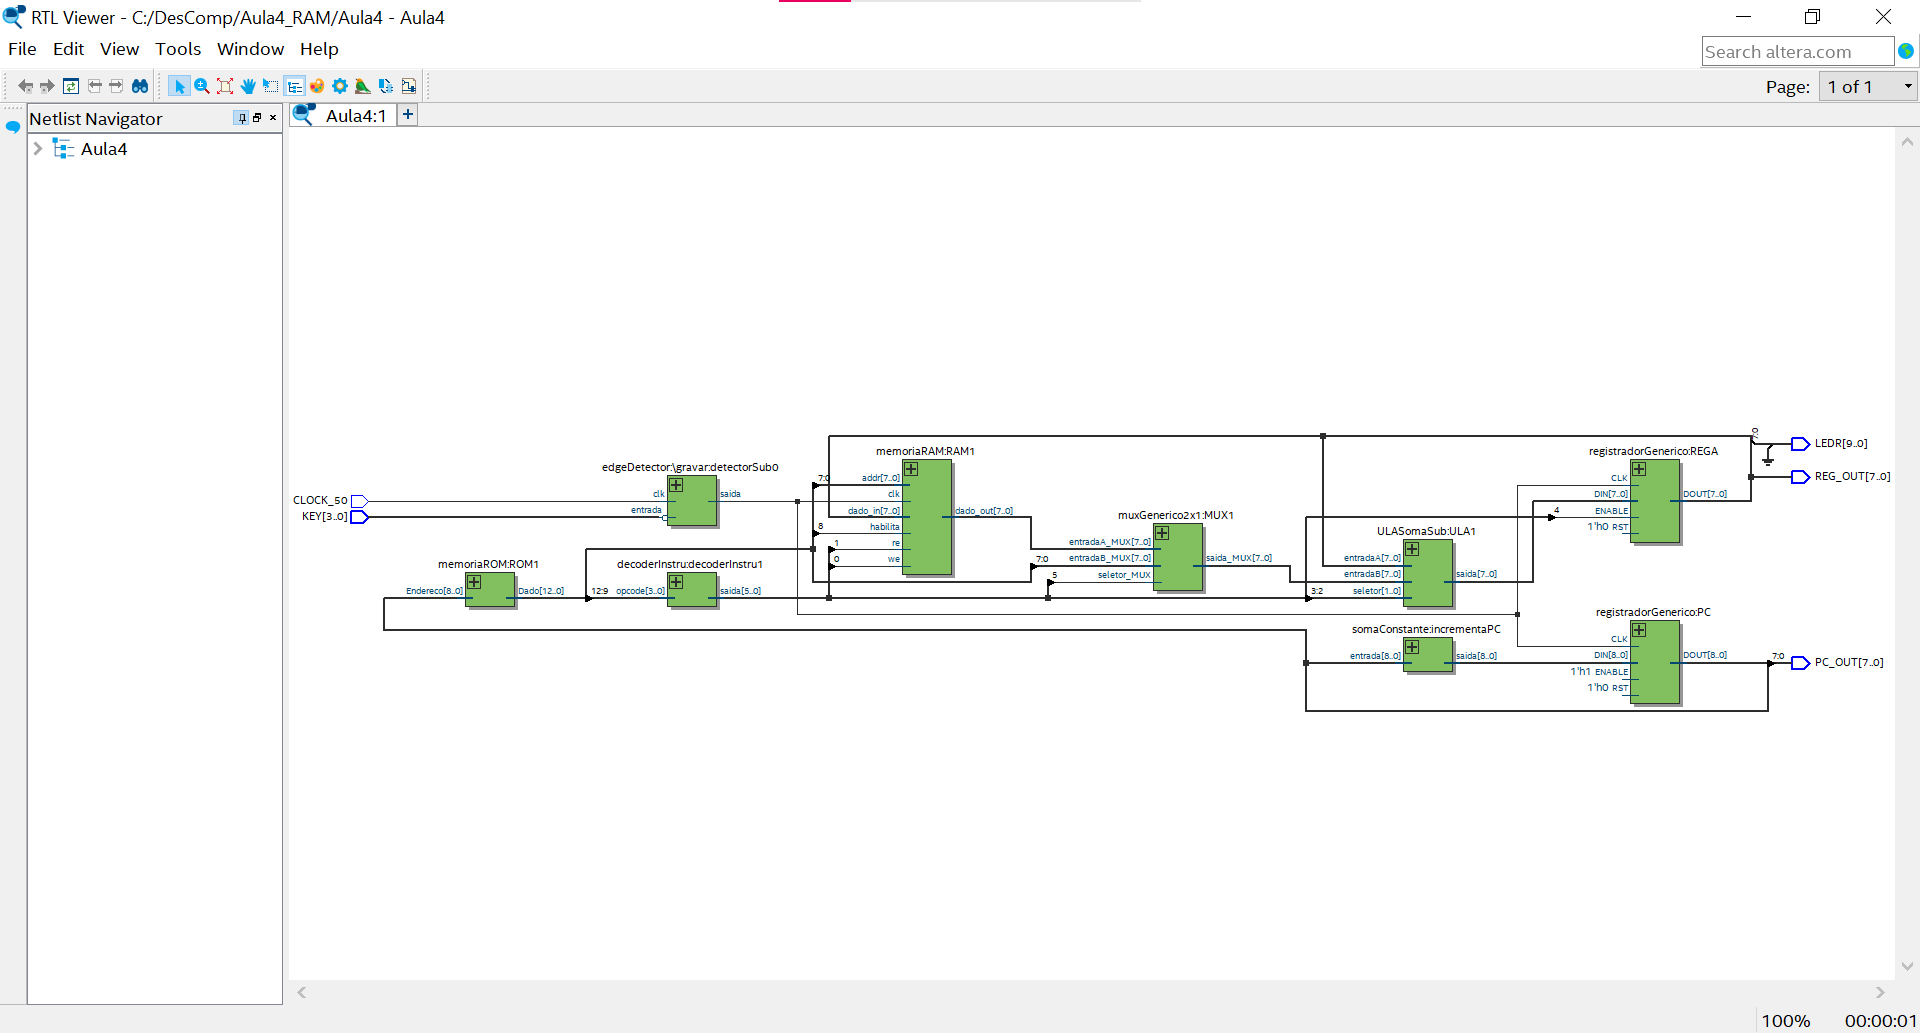 RTL Viewer - C:/DesComp/Aula4_RAM/Aula4 - Aula4
File Edit View Tools Window Help
Search altera.com
Page: 1 of 1
Netlist Navigator
Aula4:1
Aula4
edgeDetector:\gravar:detectorSub0
clk
entrada
saida
CLOCK_50
KEY[3..0]
memoriaROM:ROM1
Endereco[8..0]
Dado[12..0]
12:9
decoderInstru:decoderInstru1
opcode[3..0]
saida[5..0]
memoriaRAM:RAM1
7:0
addr[7..0]
clk
dado_in[7..0]
8
habilita
1
re
0
we
dado_out[7..0]
muxGenerico2x1:MUX1
entradaA_MUX[7..0]
7:0
entradaB_MUX[7..0]
5
seletor_MUX
saida_MUX[7..0]
ULASomaSub:ULA1
entradaA[7..0]
entradaB[7..0]
3:2
seletor[1..0]
saida[7..0]
somaConstante:incrementaPC
entrada[8..0]
saida[8..0]
registradorGenerico:REGA
CLK
DIN[7..0]
4
ENABLE
1'h0 RST
DOUT[7..0]
registradorGenerico:PC
CLK
DIN[8..0]
1'h1 ENABLE
1'h0 RST
DOUT[8..0]
7:0
LEDR[9..0]
REG_OUT[7..0]
7:0
PC_OUT[7..0]
100% 00:00:01